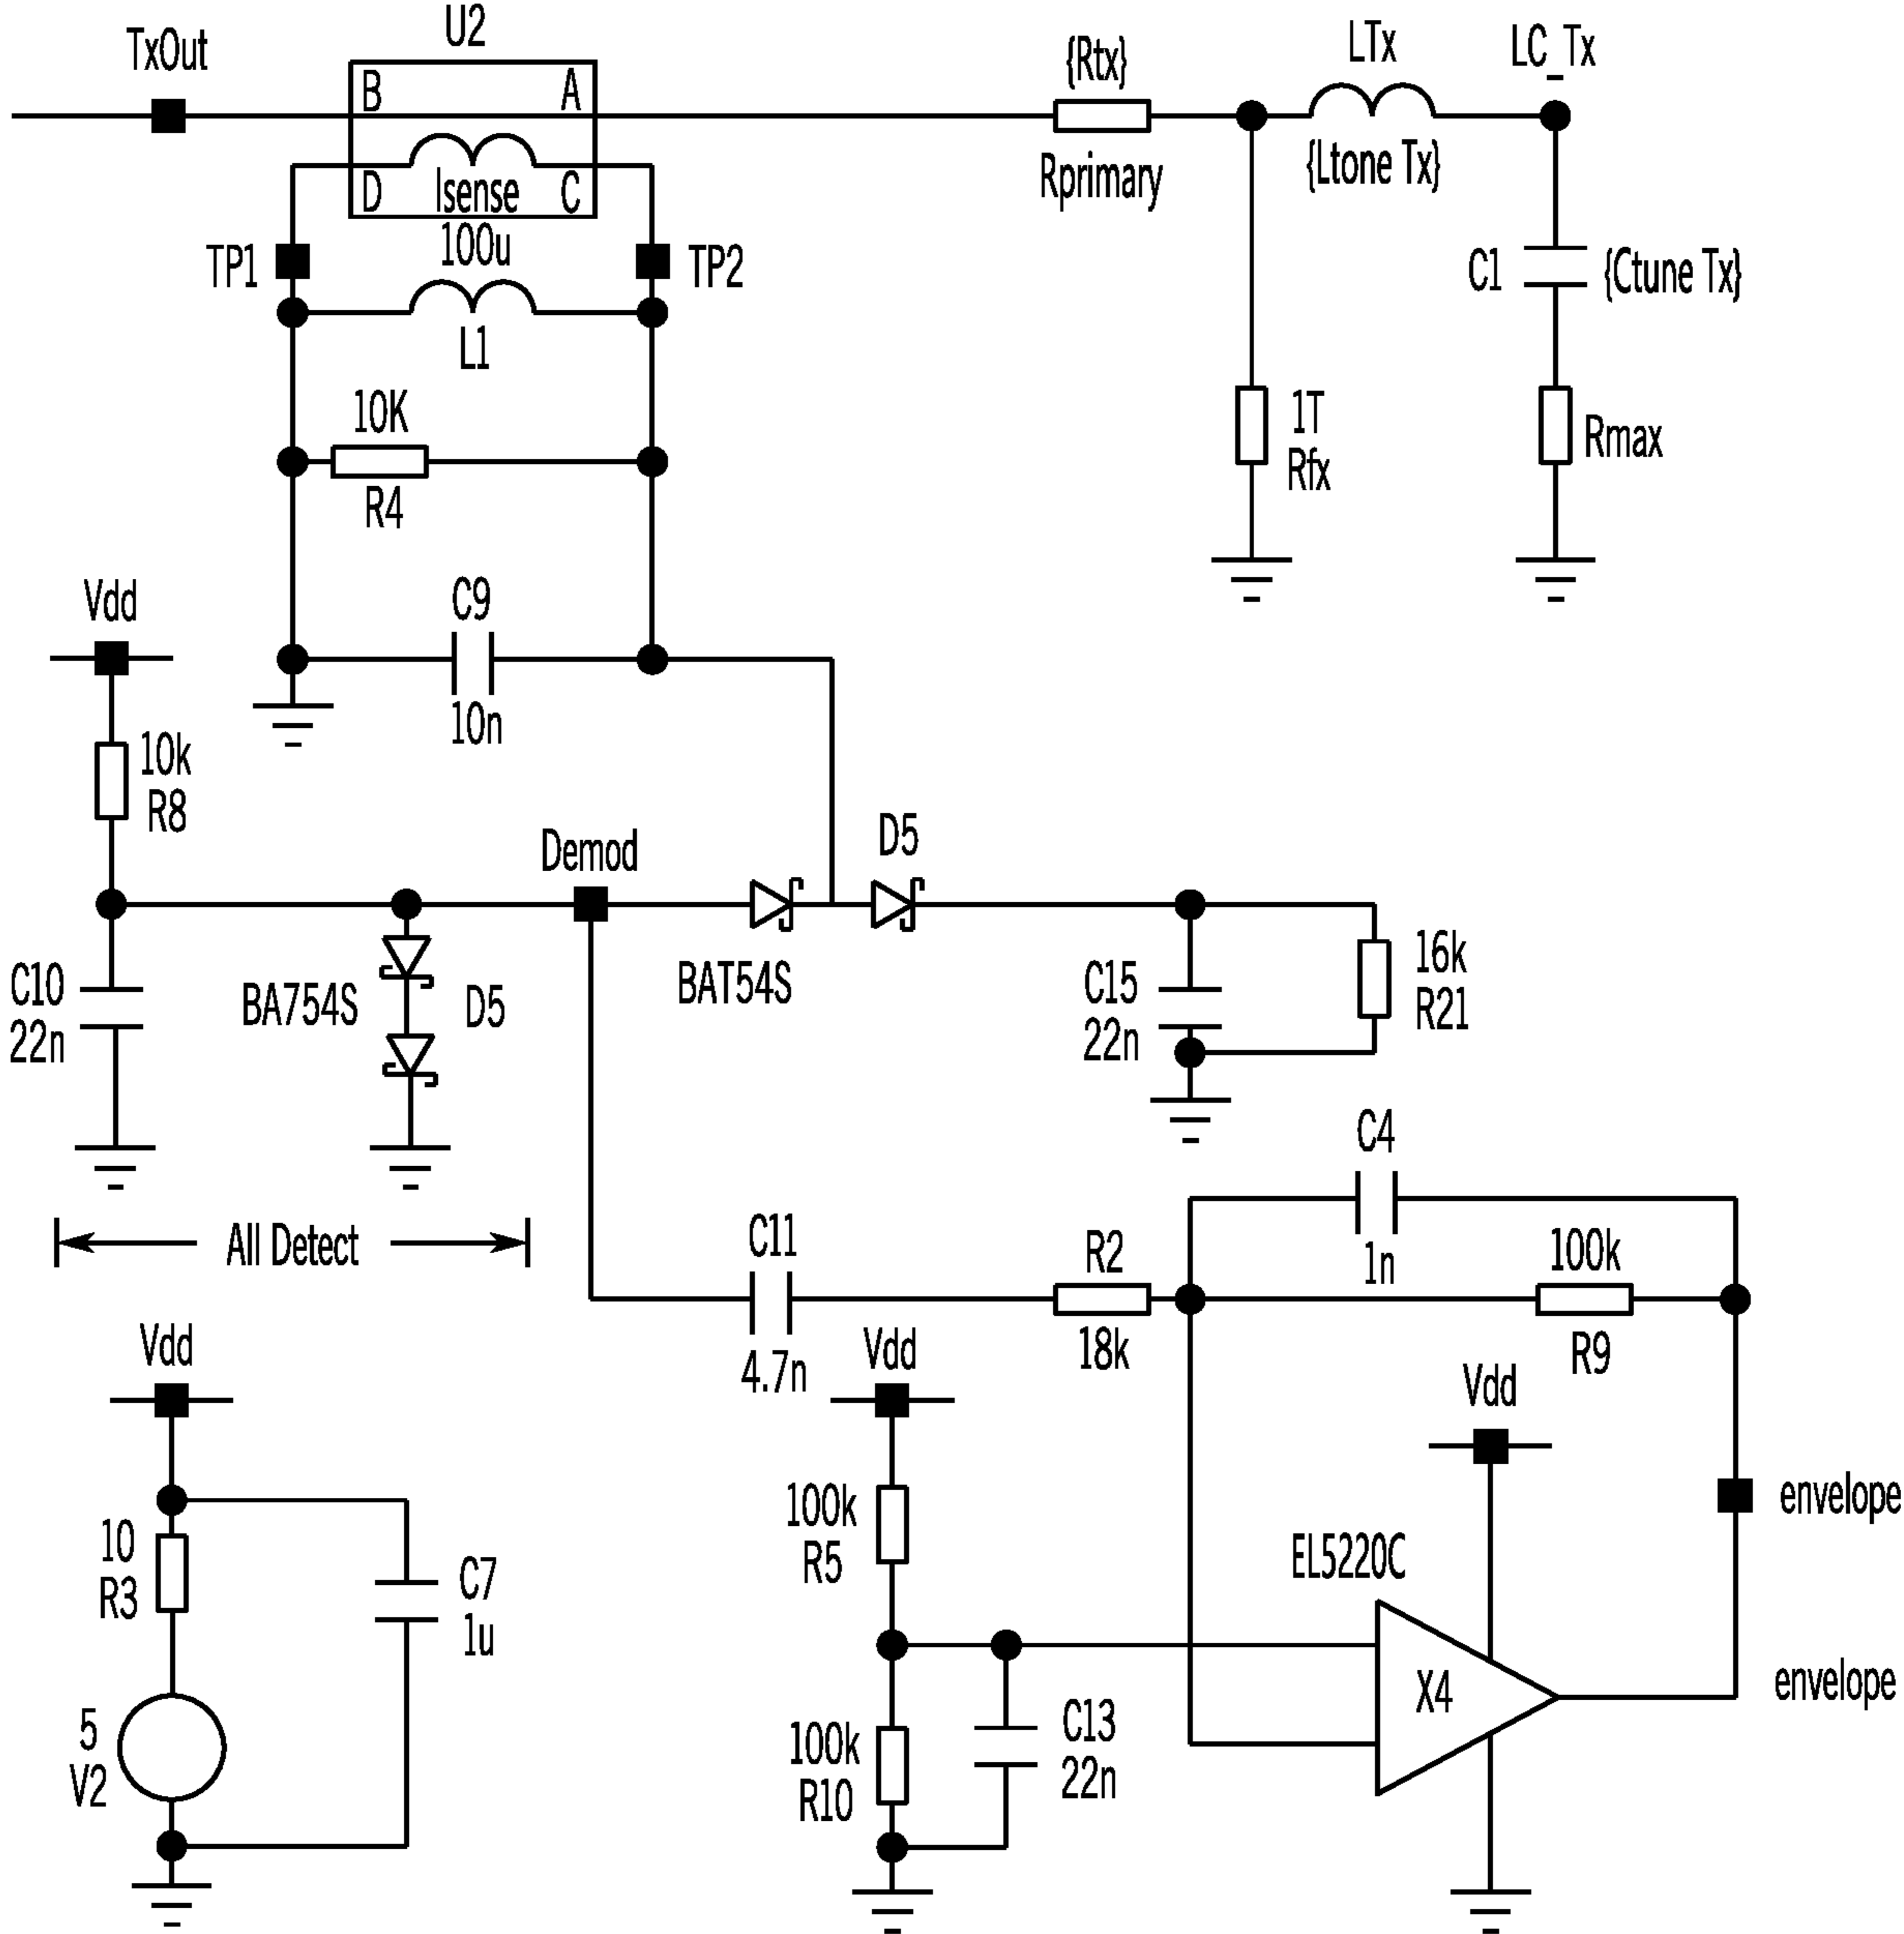 U2
TxOut
B
A
D
C
Isense
100u
{Rtx}
Rprimary
LTx
LC_Tx
{Ltone Tx}
TP1
TP2
L1
C1
{Ctune Tx}
10K
R4
1T
Rfx
Rmax
Vdd
C9
10n
10k
R8
Demod
D5
C10
22n
BA754S
D5
BAT54S
C15
22n
16k
R21
C4
1n
All Detect
C11
4.7n
R2
18k
100k
R9
Vdd
Vdd
Vdd
10
R3
C7
1u
100k
R5
EL5220C
envelope
5
V2
100k
R10
C13
22n
X4
envelope